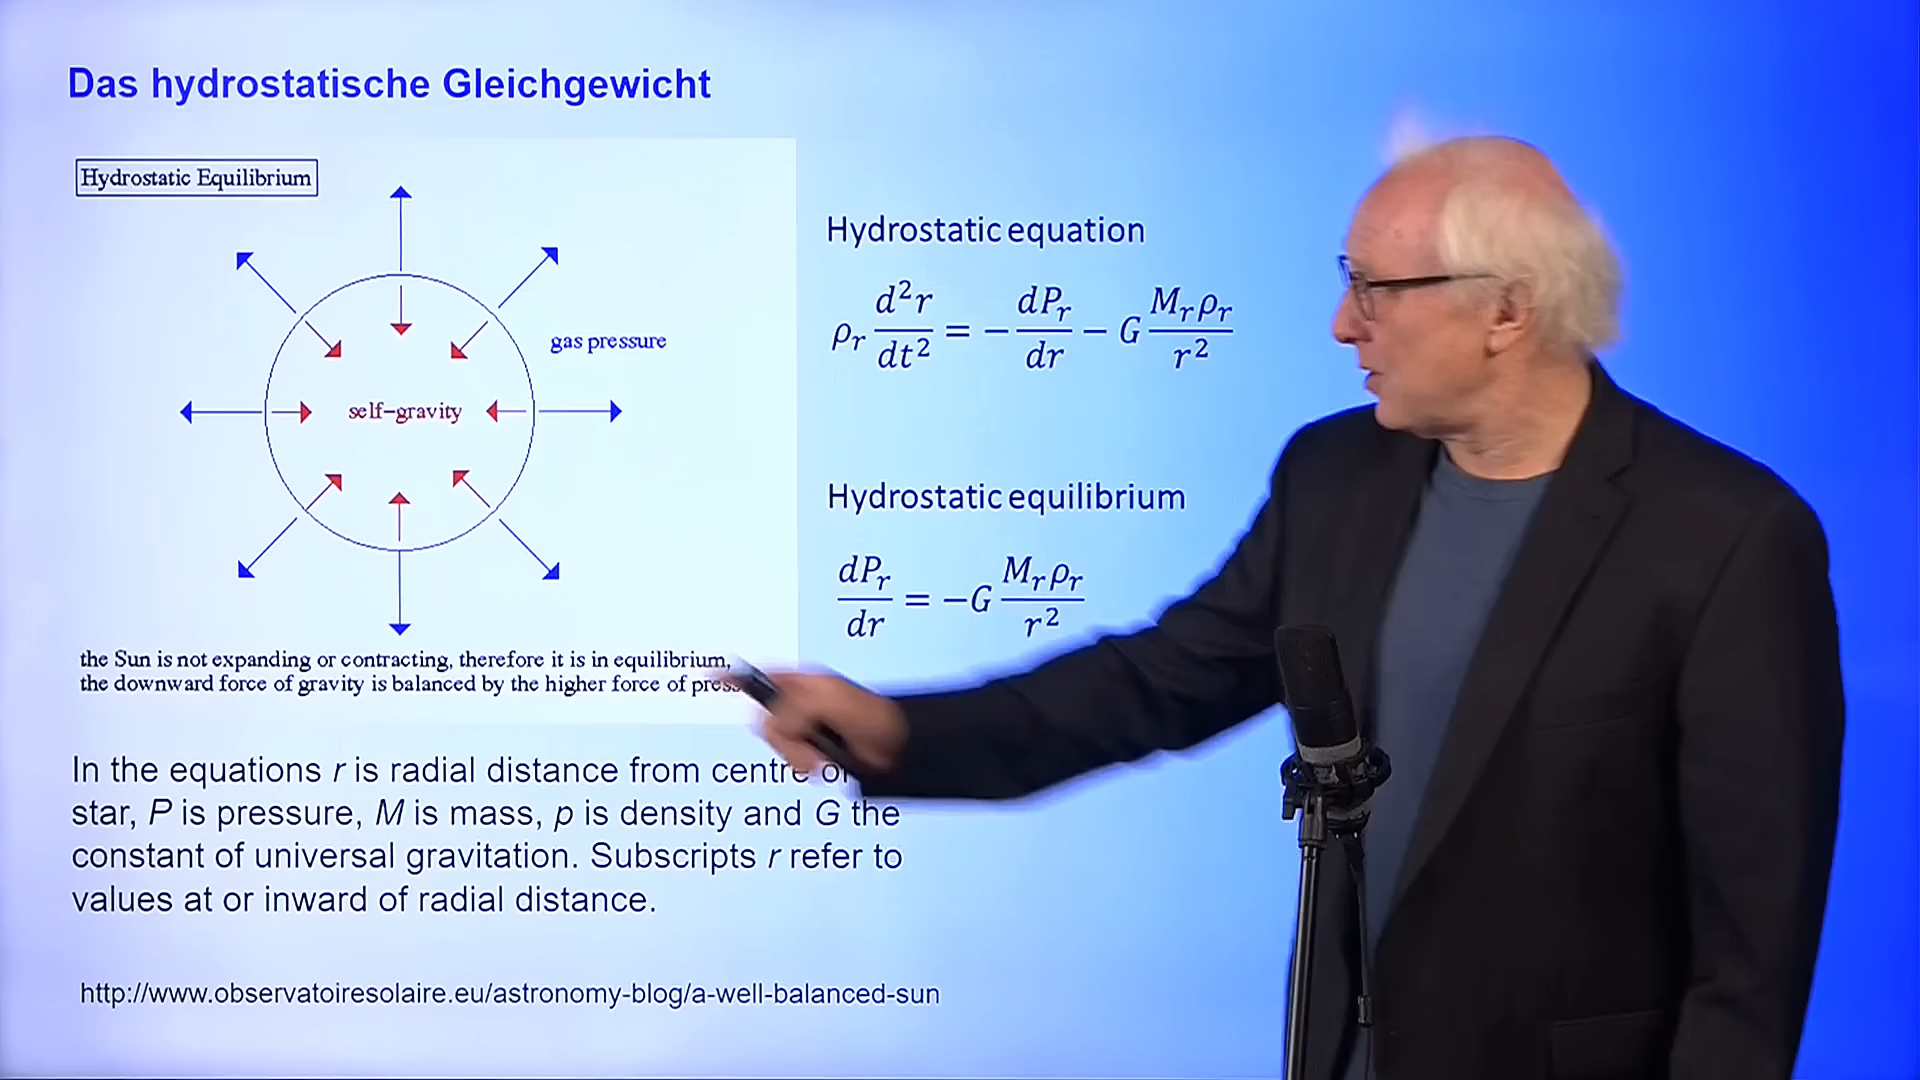 Das hydrostatische Gleichgewicht
Hydrostatic Equilibrium
gas pressure
self-gravity
the Sun is not expanding or contracting, therefore it is in equilibrium,
the downward force of gravity is balanced by the higher force of
Hydrostatic equation
ρᵣ d²r/dt² = − dPᵣ/dr − G Mᵣρᵣ/r²
Hydrostatic equilibrium
dPᵣ/dr = −G Mᵣρᵣ/r²
In the equations r is radial distance from centre
star, P is pressure, M is mass, p is density and G the
constant of universal gravitation. Subscripts r refer to
values at or inward of radial distance.
http://www.observatoiresolaire.eu/astronomy-blog/a-well-balanced-sun